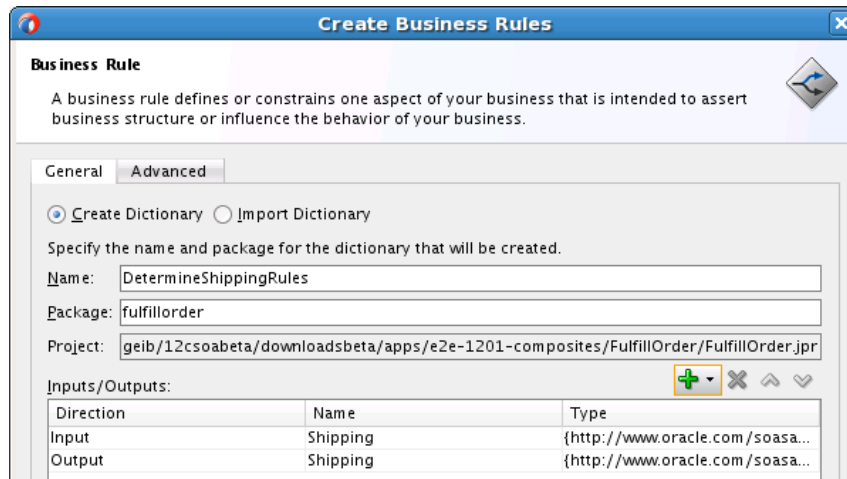 Create Business Rules
Business Rule
A business rule defines or constrains one aspect of your business that is intended to assert
business structure or influence the behavior of your business.
General Advanced
Create Dictionary Import Dictionary
Specify the name and package for the dictionary that will be created.
Name: DetermineShippingRules
Package: fulfillorder
Project: geib/12csoabeta/downloadsbeta/apps/e2e-1201-composites/FulfillOrder/FulfillOrder.jpr
Inputs/Outputs:
Direction Name Type
Input Shipping {http://www.oracle.com/soasa...
Output Shipping {http://www.oracle.com/soasa...